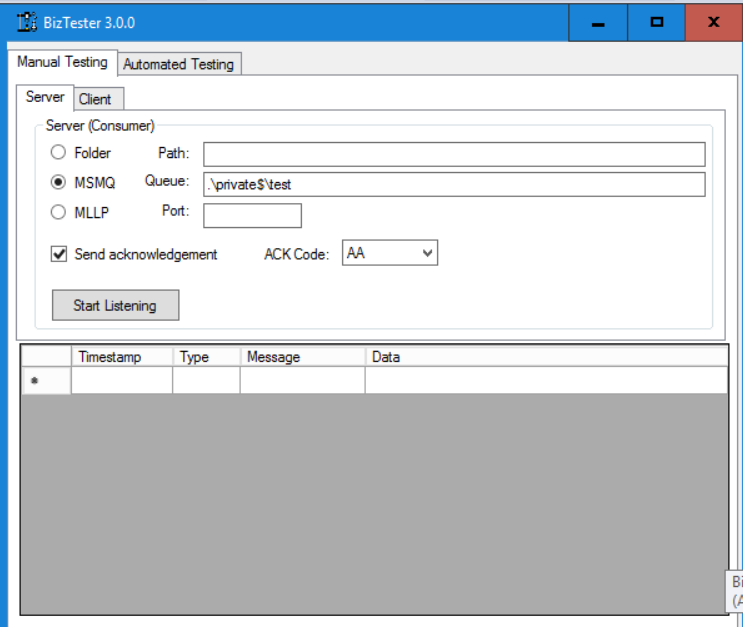 BizTester 3.0.0
Manual Testing Automated Testing
Server Client
Server (Consumer)
Folder Path:
MSMQ Queue: .\private$\test
MLLP Port:
Send acknowledgement ACK Code: AA
Start Listening
Timestamp Type Message Data
*
Bi
(A